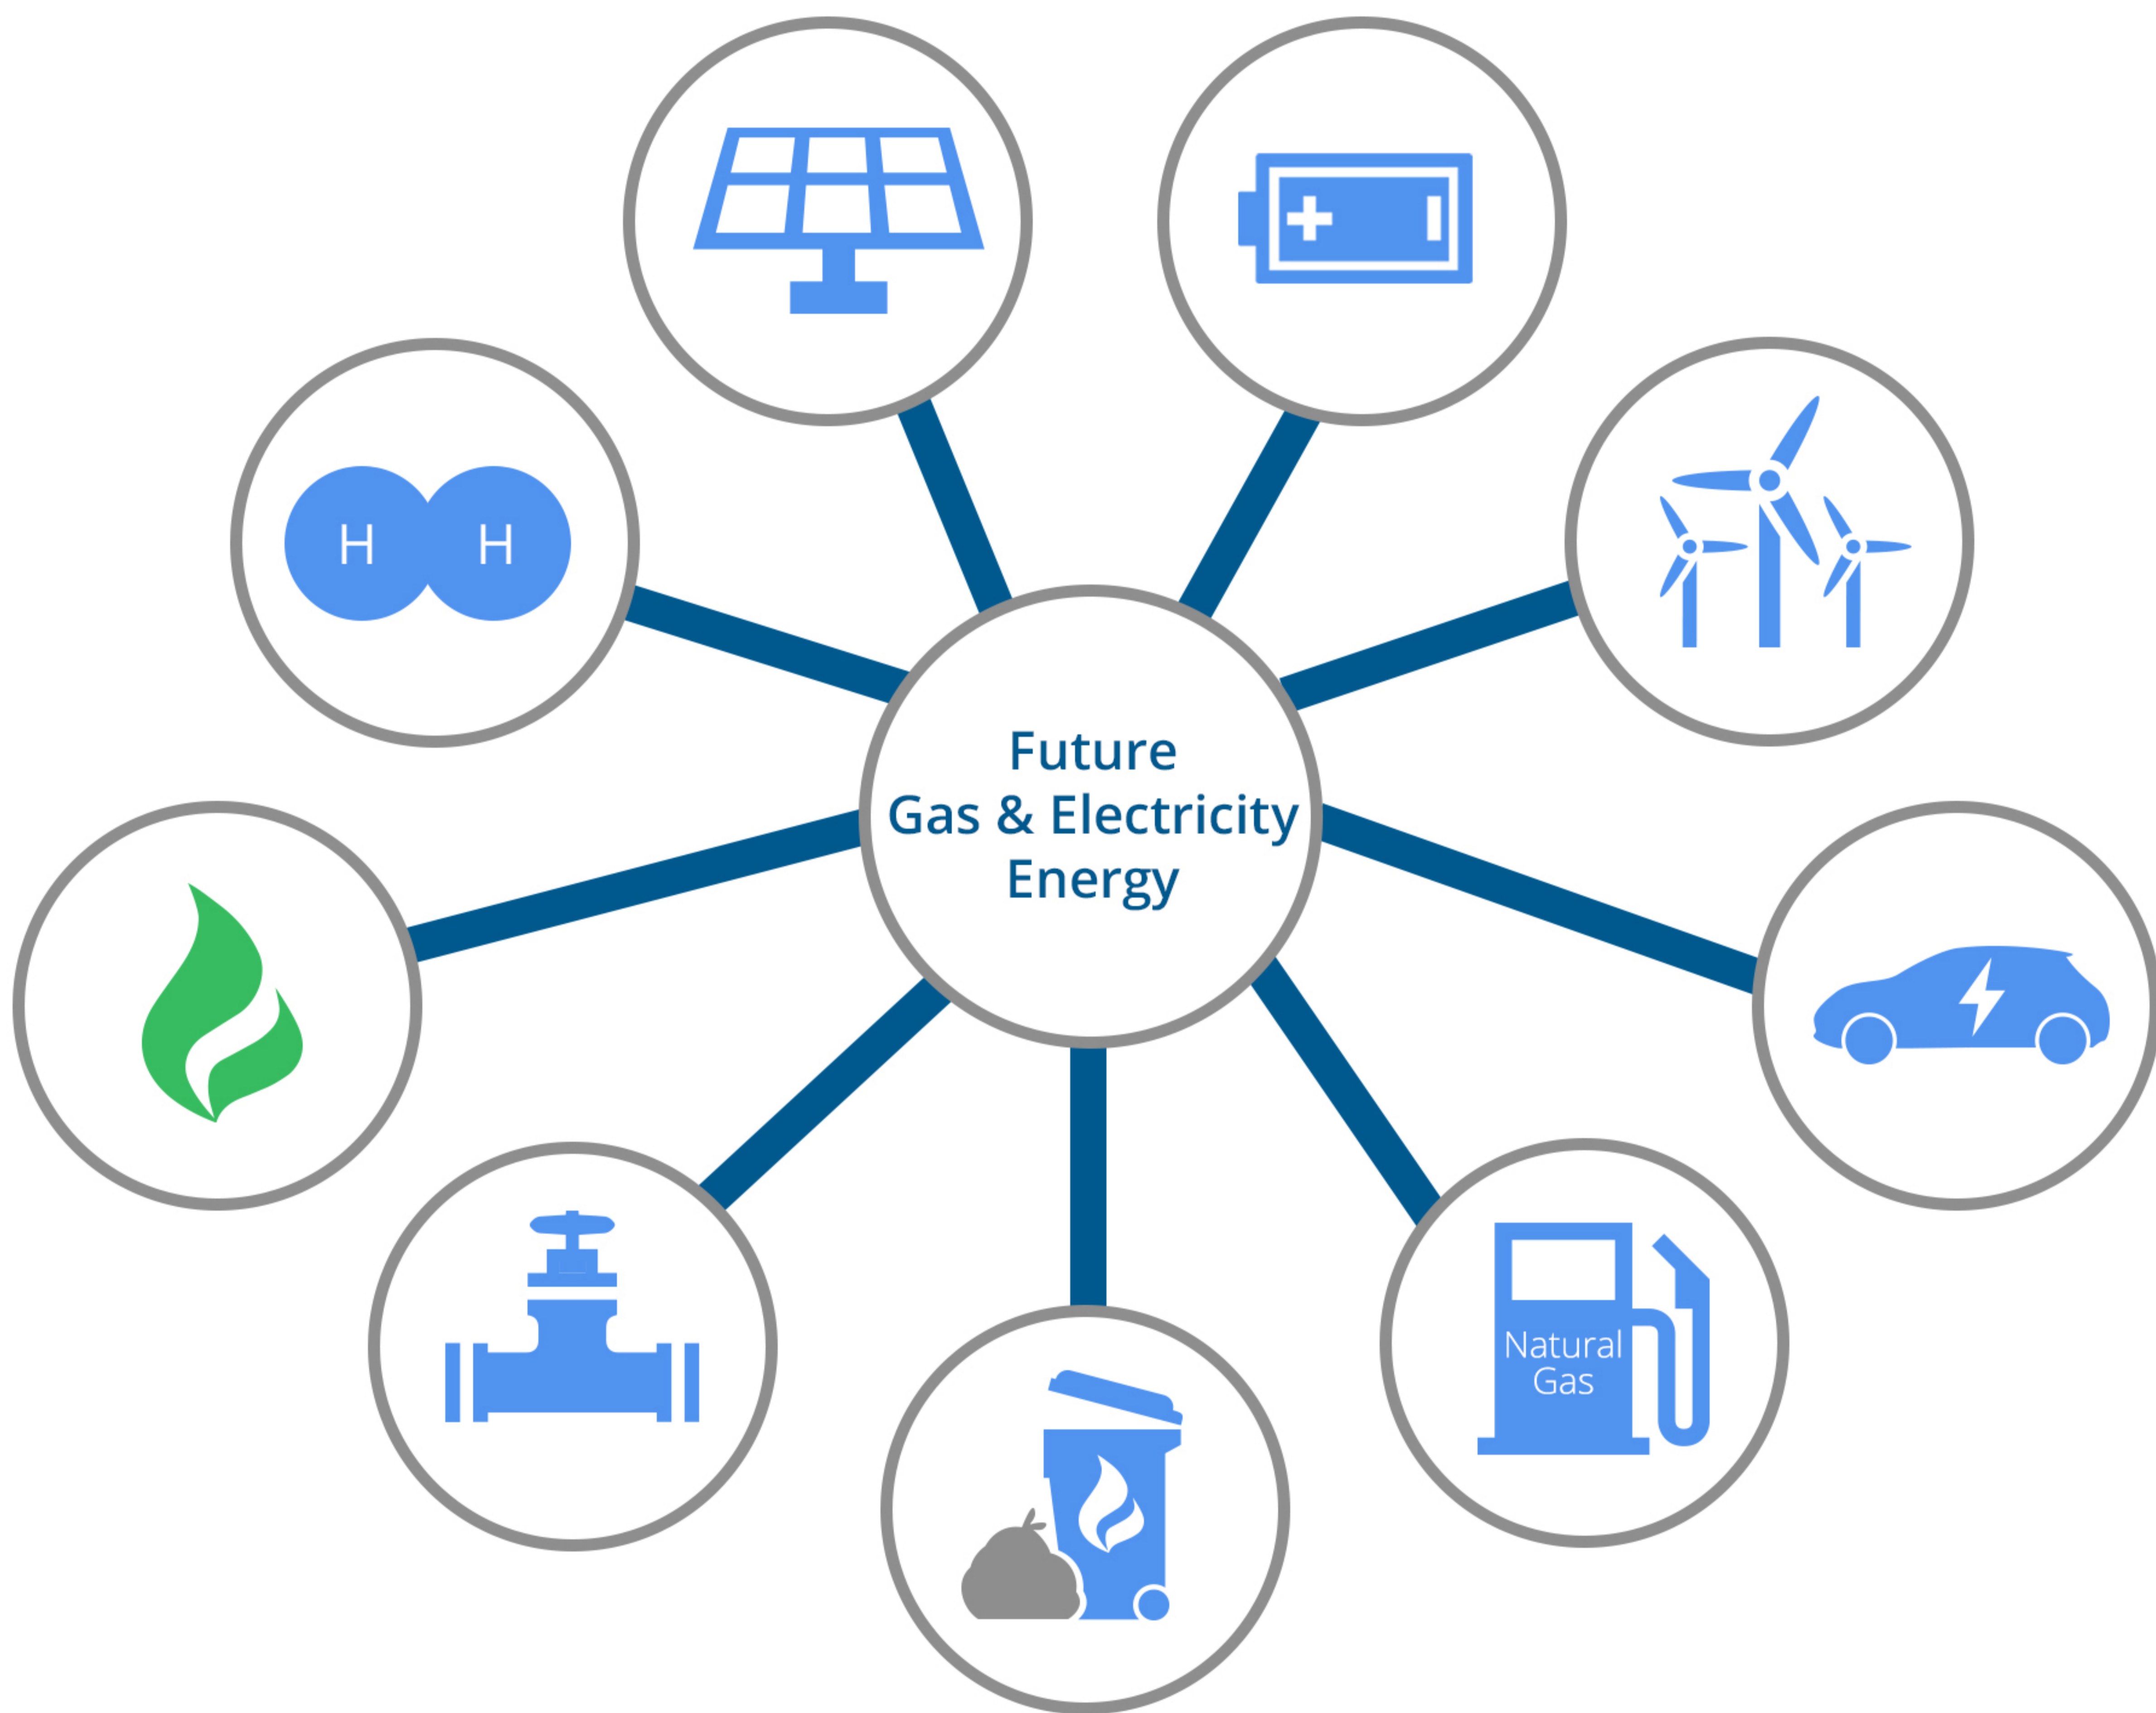 H H
Future
Gas & Electricity
Energy
Natural
Gas